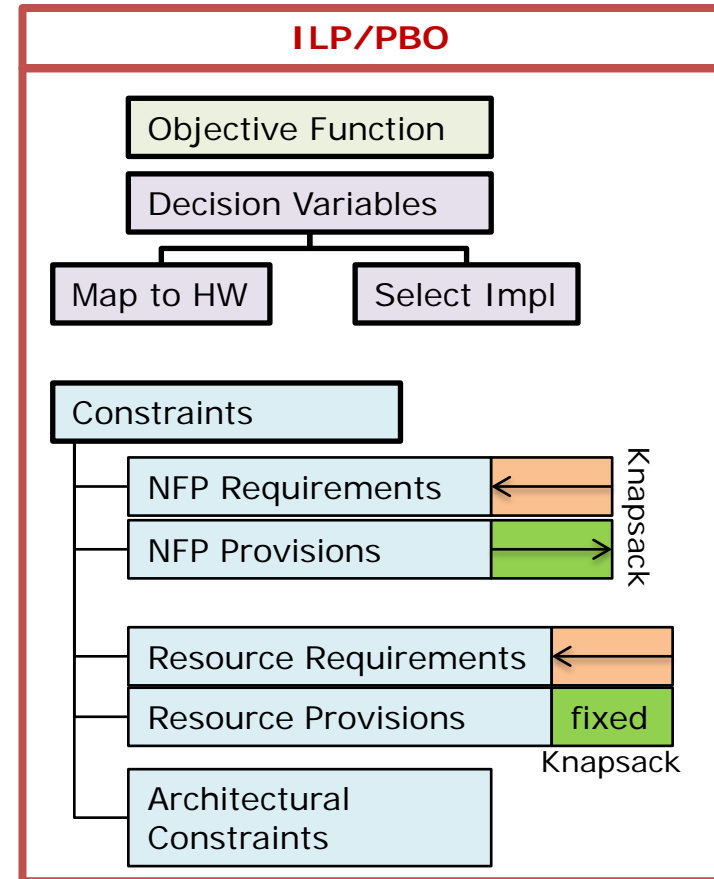 ILP/PBO
Objective Function
Decision Variables
Map to HW
Select Impl
Constraints
NFP Requirements
NFP Provisions
Knapsack
Resource Requirements
Resource Provisions
fixed
Knapsack
Architectural
Constraints